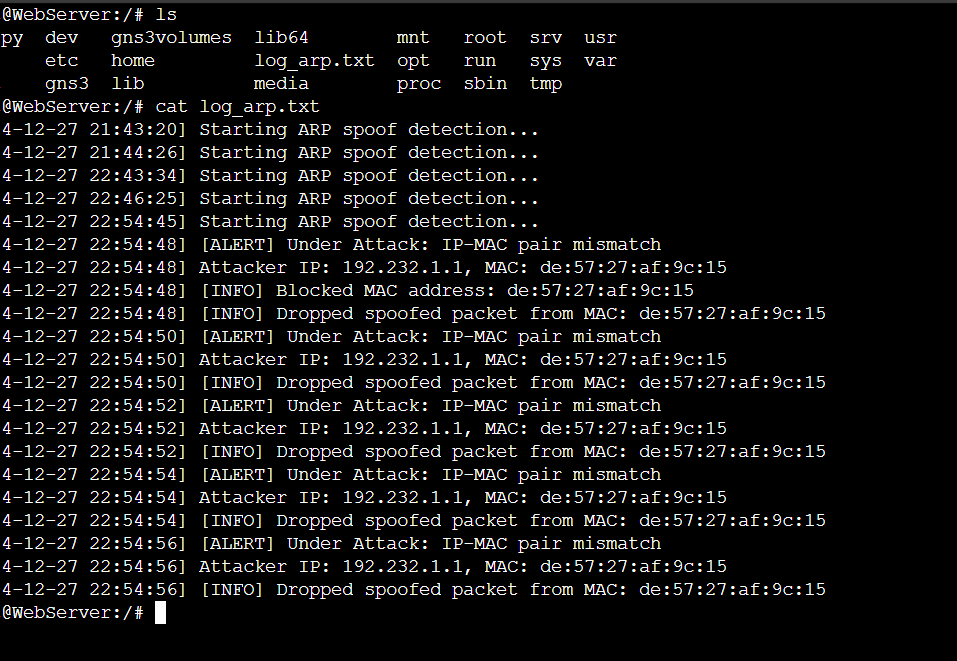 @WebServer:/# ls
py dev gns3volumes lib64 mnt root srv usr
etc home log_arp.txt opt run sys var
gns3 lib media proc sbin tmp
@WebServer:/# cat log_arp.txt
4-12-27 21:43:20] Starting ARP spoof detection...
4-12-27 21:44:26] Starting ARP spoof detection...
4-12-27 22:43:34] Starting ARP spoof detection...
4-12-27 22:46:25] Starting ARP spoof detection...
4-12-27 22:54:45] Starting ARP spoof detection...
4-12-27 22:54:48] [ALERT] Under Attack: IP-MAC pair mismatch
4-12-27 22:54:48] Attacker IP: 192.232.1.1, MAC: de:57:27:af:9c:15
4-12-27 22:54:48] [INFO] Blocked MAC address: de:57:27:af:9c:15
4-12-27 22:54:48] [INFO] Dropped spoofed packet from MAC: de:57:27:af:9c:15
4-12-27 22:54:50] [ALERT] Under Attack: IP-MAC pair mismatch
4-12-27 22:54:50] Attacker IP: 192.232.1.1, MAC: de:57:27:af:9c:15
4-12-27 22:54:50] [INFO] Dropped spoofed packet from MAC: de:57:27:af:9c:15
4-12-27 22:54:52] [ALERT] Under Attack: IP-MAC pair mismatch
4-12-27 22:54:52] Attacker IP: 192.232.1.1, MAC: de:57:27:af:9c:15
4-12-27 22:54:52] [INFO] Dropped spoofed packet from MAC: de:57:27:af:9c:15
4-12-27 22:54:54] [ALERT] Under Attack: IP-MAC pair mismatch
4-12-27 22:54:54] Attacker IP: 192.232.1.1, MAC: de:57:27:af:9c:15
4-12-27 22:54:54] [INFO] Dropped spoofed packet from MAC: de:57:27:af:9c:15
4-12-27 22:54:56] [ALERT] Under Attack: IP-MAC pair mismatch
4-12-27 22:54:56] Attacker IP: 192.232.1.1, MAC: de:57:27:af:9c:15
4-12-27 22:54:56] [INFO] Dropped spoofed packet from MAC: de:57:27:af:9c:15
@WebServer:/#